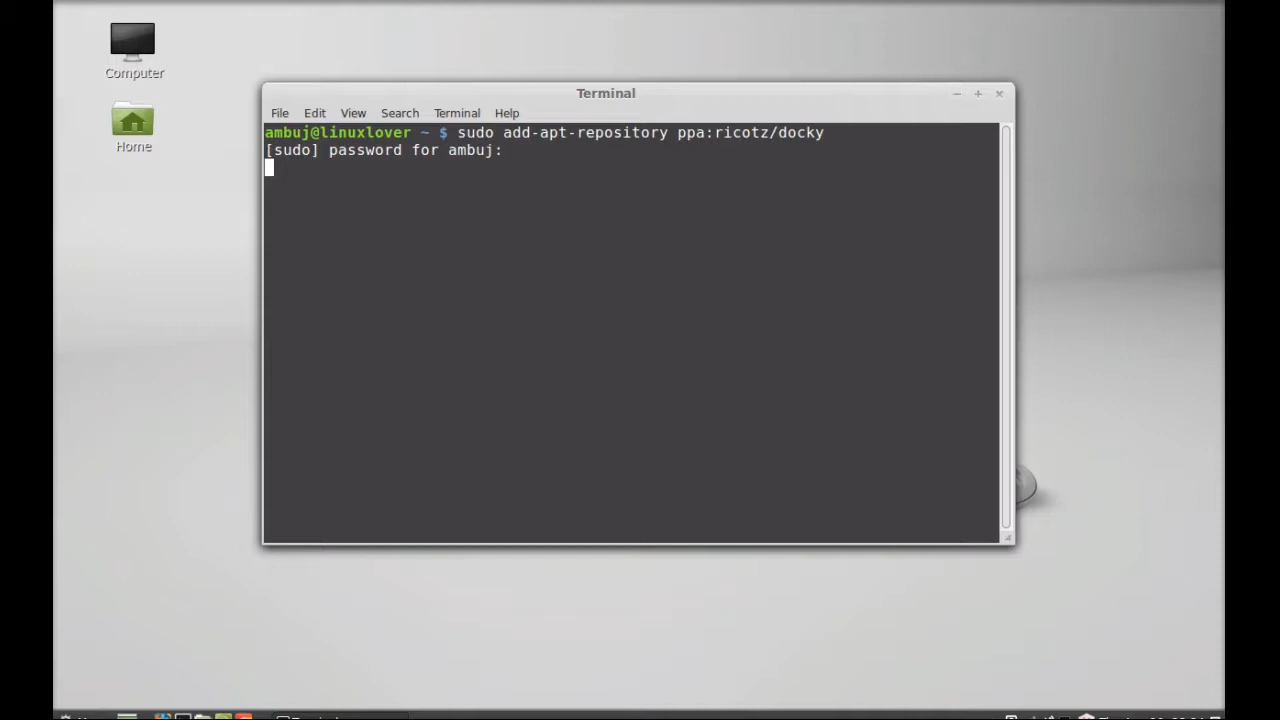 Computer
Home
Terminal
File Edit View Search Terminal Help
ambuj@linuxlover ~ $ sudo add-apt-repository ppa:ricotz/docky
[sudo] password for ambuj: